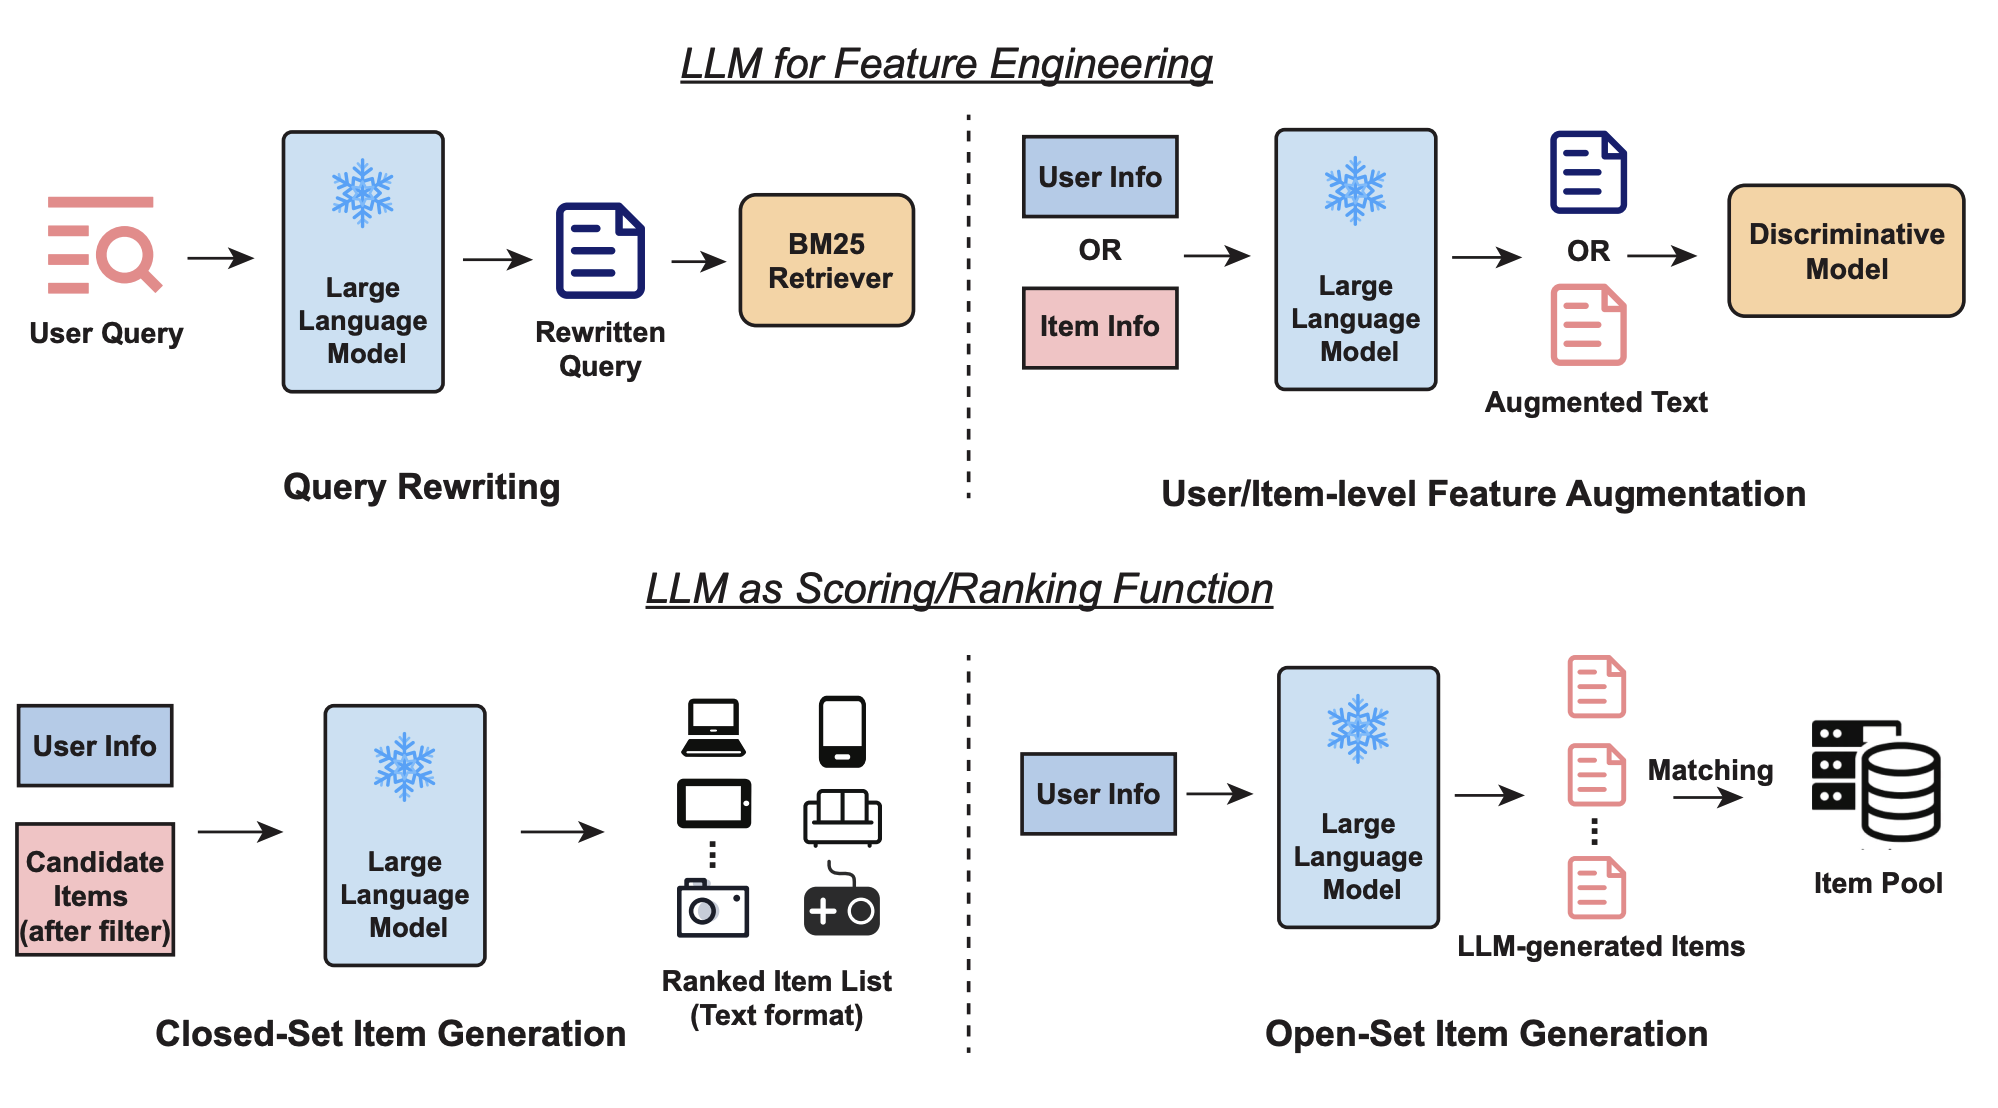 LLM for Feature Engineering
User Query
Large
Language
Model
Rewritten
Query
BM25
Retriever
Query Rewriting
User Info
OR
Item Info
Large
Language
Model
OR
Augmented Text
Discriminative
Model
User/Item-level Feature Augmentation
LLM as Scoring/Ranking Function
User Info
Candidate
Items
(after filter)
Large
Language
Model
Ranked Item List
(Text format)
Closed-Set Item Generation
User Info
Large
Language
Model
LLM-generated Items
Matching
Item Pool
Open-Set Item Generation